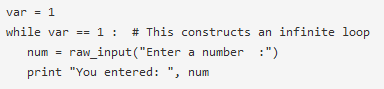 var = 1
while var == 1 :  # This constructs an infinite loop
   num = raw_input("Enter a number  :")
   print "You entered: ", num